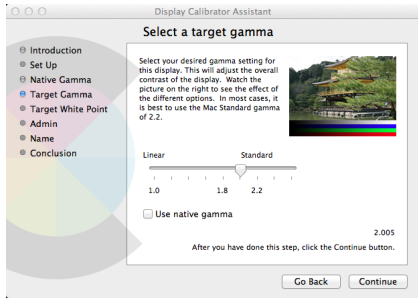 Display Calibrator Assistant
Select a target gamma
Introduction
Set Up
Native Gamma
Target Gamma
Target White Point
Admin
Name
Conclusion
Select your desired gamma setting for
this display. This will adjust the overall
contrast of the display. Watch the
picture on the right to see the effect of
the different options. In most cases, it
is best to use the Mac Standard gamma
of 2.2.
Linear Standard
1.0 1.8 2.2
Use native gamma
2.005
After you have done this step, click the Continue button.
Go Back Continue